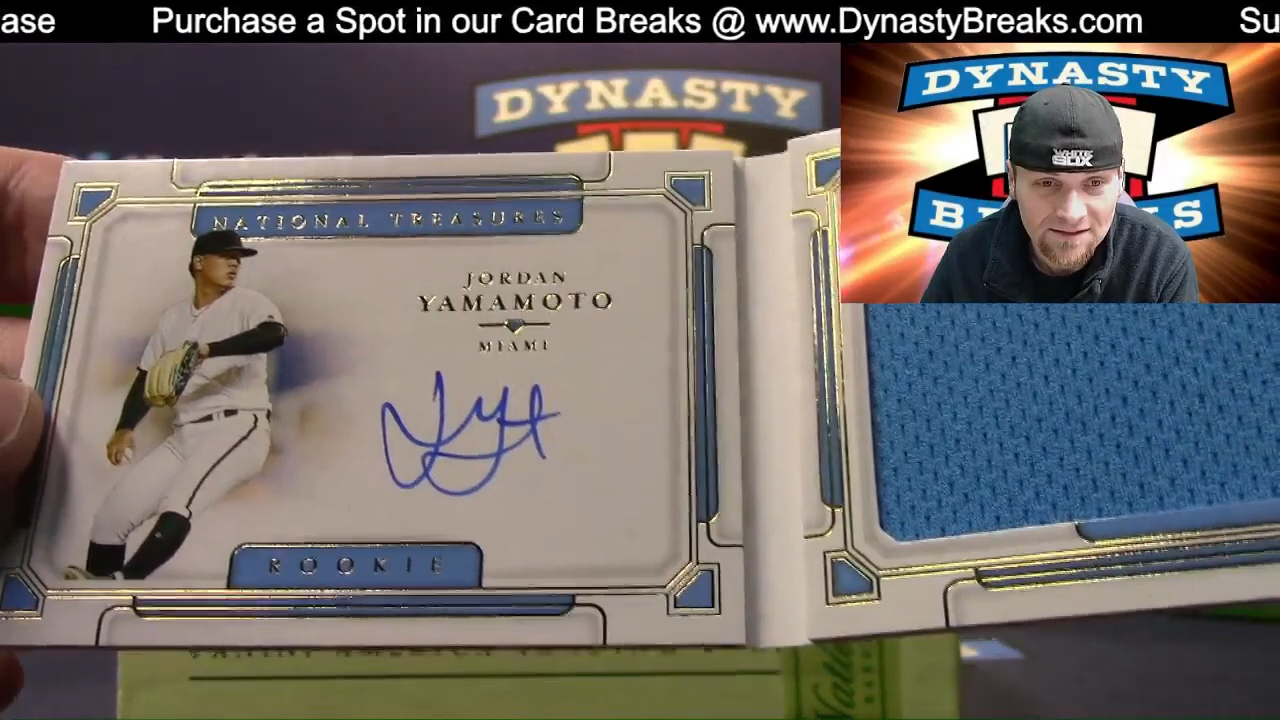 ase
Purchase a Spot in our Card Breaks @ www.DynastyBreaks.com
Su
DYNASTY
DYNASTY
WHITE
SOX
B
S
NATIONAL TREASURES
JORDAN
YAMAMOTO
MIAMI
ROOKIE